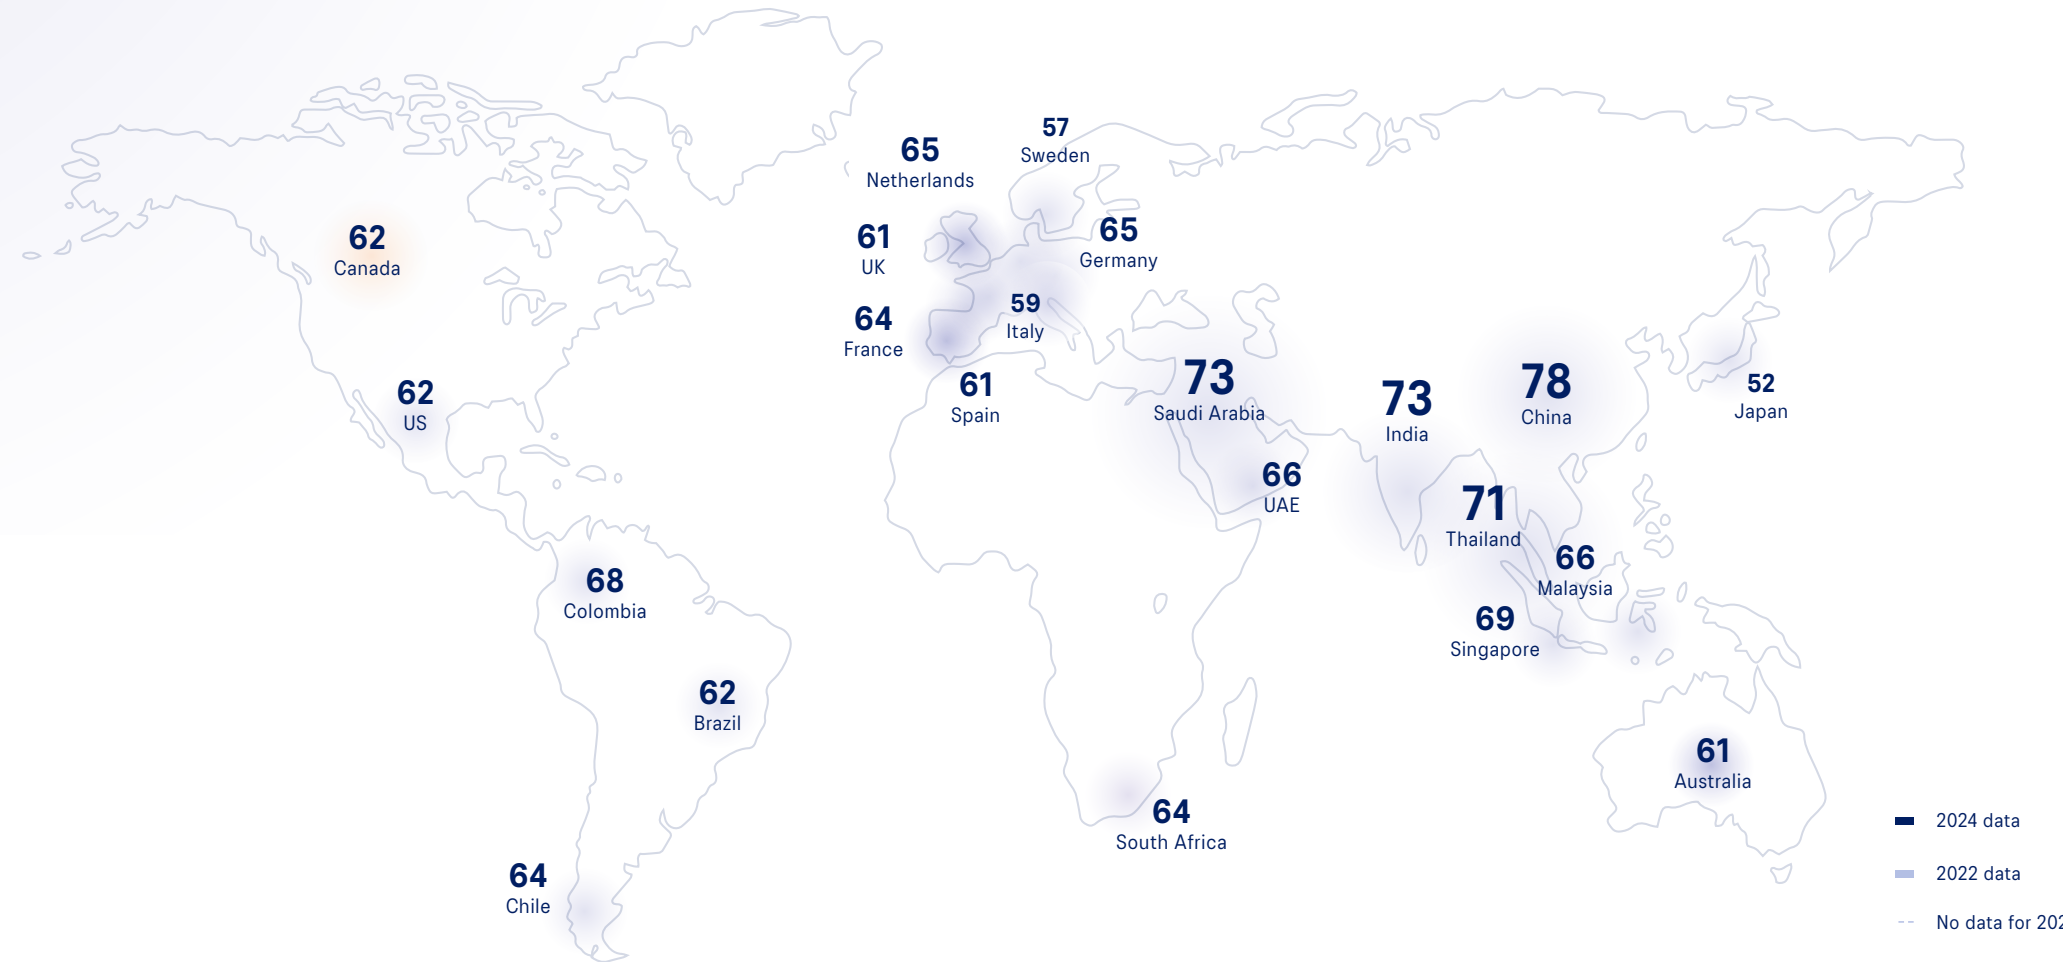 57
Sweden
65
Netherlands
65
Germany
61
UK
62
Canada
59
Italy
64
France
73
Saudi Arabia
73
India
78
China
61
Spain
52
Japan
62
US
66
UAE
71
Thailand
66
Malaysia
68
Colombia
69
Singapore
62
Brazil
61
Australia
64
South Africa
64
Chile
2024 data
2022 data
No data for 202